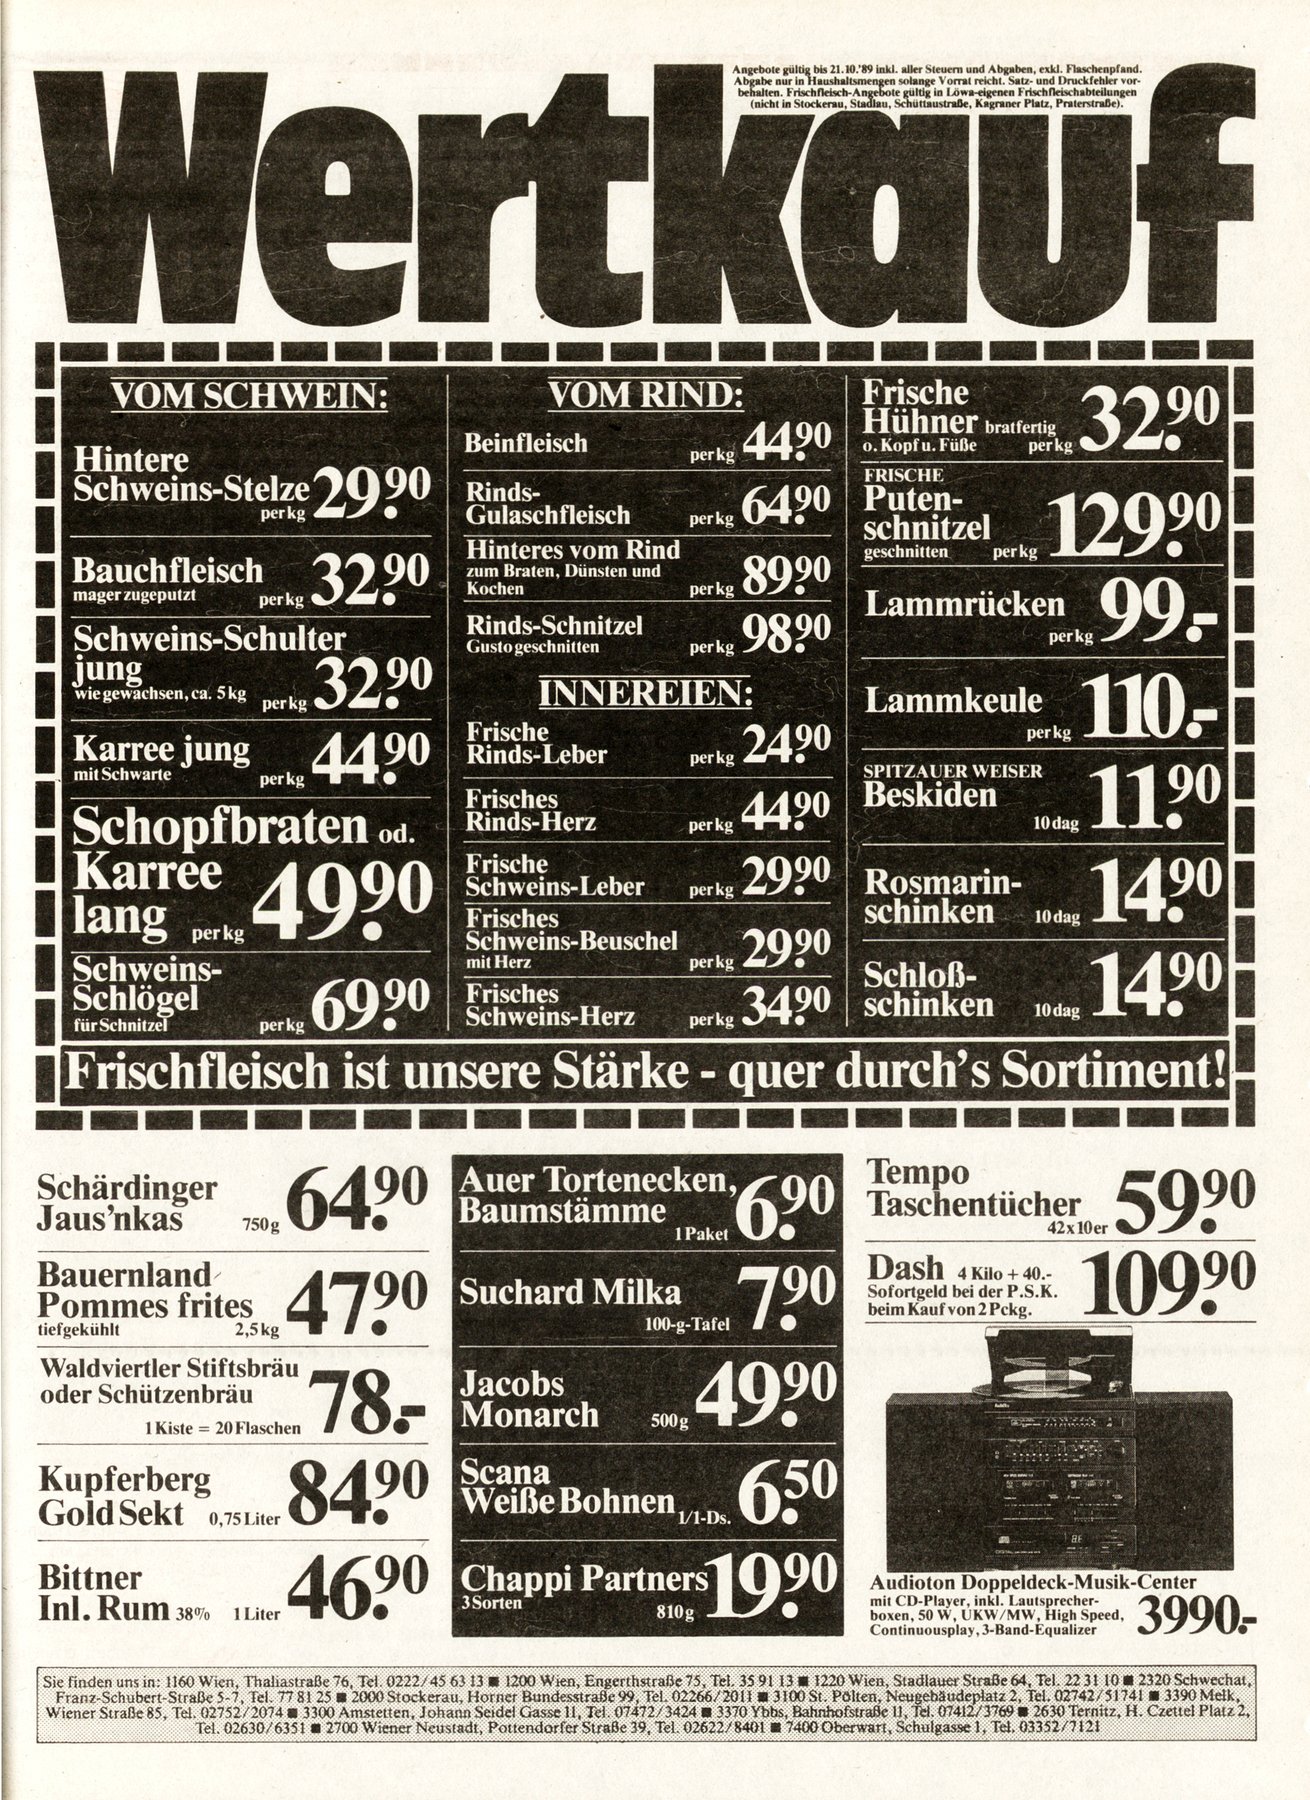 Angebote gültig bis 21.10.'89 inkl. aller Steuern und Abgaben, exkl. Flaschenpfand.
Abgabe nur in Haushaltsmengen solange Vorrat reicht. Satz- und Druckfehler vor-
behalten. Frischfleisch-Angebote gültig in Löwa-eigenen Frischfleischabteilungen
(nicht in Stockerau, Stadlau, Schüttaustraße, Kagraner Platz, Praterstraße).
Wertkauf
VOM SCHWEIN:
Hintere
Schweins-Stelze
per kg 29.90
Bauchfleisch
mager zugeputzt per kg 32.90
Schweins-Schulter
jung
wie gewachsen, ca. 5 kg per kg 32.90
Karree jung
mit Schwarte per kg 44.90
Schopfbraten od.
Karree
lang per kg 49.90
Schweins-
Schlögel
für Schnitzel per kg 69.90
VOM RIND:
Beinfleisch per kg 44.90
Rinds-
Gulaschfleisch per kg 64.90
Hinteres vom Rind
zum Braten, Dünsten und
Kochen per kg 89.90
Rinds-Schnitzel
Gusto geschnitten per kg 98.90
INNEREIEN:
Frische
Rinds-Leber per kg 24.90
Frisches
Rinds-Herz per kg 44.90
Frische
Schweins-Leber per kg 29.90
Frisches
Schweins-Beuschel
mit Herz per kg 29.90
Frisches
Schweins-Herz per kg 34.90
Frische
Hühner bratfertig
o. Kopf u. Füße per kg 32.90
FRISCHE
Puten-
schnitzel
geschnitten per kg 129.90
Lammrücken
per kg 99.-
Lammkeule
per kg 110.-
SPITZAUER WEISER
Beskiden
10 dag 11.90
Rosmarin-
schinken 10 dag 14.90
Schloß-
schinken 10 dag 14.90
Frischfleisch ist unsere Stärke - quer durch's Sortiment!
Schärdinger
Jaus'nkas 750 g 64.90
Bauernland
Pommes frites
tiefgekühlt 2,5 kg 47.90
Waldviertler Stiftsbräu
oder Schützenbräu
1 Kiste = 20 Flaschen 78.-
Kupferberg
Gold Sekt 0,75 Liter 84.90
Bittner
Inl. Rum 38% 1 Liter 46.90
Auer Tortenecken,
Baumstämme
1 Paket 6.90
Suchard Milka
100-g-Tafel 7.90
Jacobs
Monarch 500 g 49.90
Scana
Weiße Bohnen 1/1-Ds. 6.50
Chappi Partners
3 Sorten 810 g 19.90
Tempo
Taschentücher
42x10er 59.90
Dash 4 Kilo + 40.-
Sofortgeld bei der P.S.K.
beim Kauf von 2 Pckg. 109.90
Audioton Doppeldeck-Musik-Center
mit CD-Player, inkl. Lautsprecher-
boxen, 50 W, UKW/MW, High Speed,
Continuousplay, 3-Band-Equalizer 3990.-
Sie finden uns in: 1160 Wien, Thaliastraße 76, Tel. 0222/45 63 13 ■ 1200 Wien, Engerthstraße 75, Tel. 35 91 13 ■ 1220 Wien, Stadlauer Straße 64, Tel. 22 31 10 ■ 2320 Schwechat,
Franz-Schubert-Straße 5-7, Tel. 77 81 25 ■ 2000 Stockerau, Horner Bundesstraße 99, Tel. 02266/2011 ■ 3100 St. Pölten, Neugebäudeplatz 2, Tel. 02742/51741 ■ 3390 Melk,
Wiener Straße 85, Tel. 02752/2074 ■ 3300 Amstetten, Johann Seidel Gasse 11, Tel. 07472/3424 ■ 3370 Ybbs, Bahnhofstraße 11, Tel. 07412/3769 ■ 2630 Ternitz, H. Czettel Platz 2,
Tel. 02630/6351 ■ 2700 Wiener Neustadt, Pottendorfer Straße 39, Tel. 02622/8401 ■ 7400 Oberwart, Schulgasse 1, Tel. 03352/7121